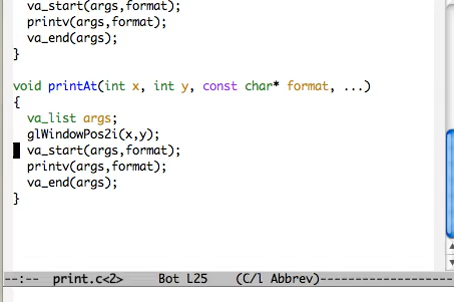 va_start(args,format);
printv(args,format);
va_end(args);
}
void printAt(int x, int y, const char* format, ...)
{
va_list args;
glWindowPos2i(x,y);
va_start(args,format);
printv(args,format);
va_end(args);
}
--:-- print.c<2> Bot L25 (C/l Abbrev)-----------------